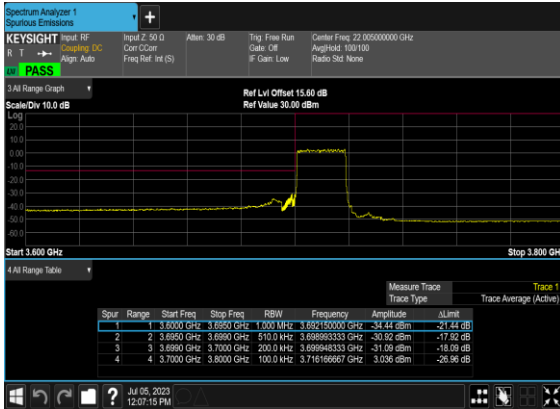 Spectrum Analyzer 1
Spurious Emissions
KEYSIGHT
R T
Input: RF
Coupling: DC
Align: Auto
Input Z: 50 Ω
Corr CCorr
Freq Ref: Int (S)
Atten: 30 dB
Trig: Free Run
Gate: Off
IF Gain: Low
Center Freq: 22.005000000 GHz
Avg|Hold: 100/100
Radio Std: None
PASS
3 All Range Graph
Scale/Div 10.0 dB
Ref Lvl Offset 15.60 dB
Ref Value 30.00 dBm
Log
20.0
10.0
0.00
-10.0
-20.0
-30.0
-40.0
-50.0
-60.0
Start 3.600 GHz
Stop 3.800 GH
4 All Range Table
Measure Trace Trace 1
Trace Type Trace Average (Active)
Spur Range Start Freq Stop Freq RBW Frequency Amplitude ΔLimit
1 1 3.6000 GHz 3.6950 GHz 1.000 MHz 3.692150000 GHz -34.44 dBm -21.44 dB
2 2 3.6950 GHz 3.6990 GHz 510.0 kHz 3.698993333 GHz -30.92 dBm -17.92 dB
3 3 3.6990 GHz 3.7000 GHz 200.0 kHz 3.699948333 GHz -31.09 dBm -18.09 dB
4 4 3.7000 GHz 3.8000 GHz 100.0 kHz 3.716166667 GHz 3.036 dBm -26.96 dB
Jul 05, 2023
12:07:15 PM